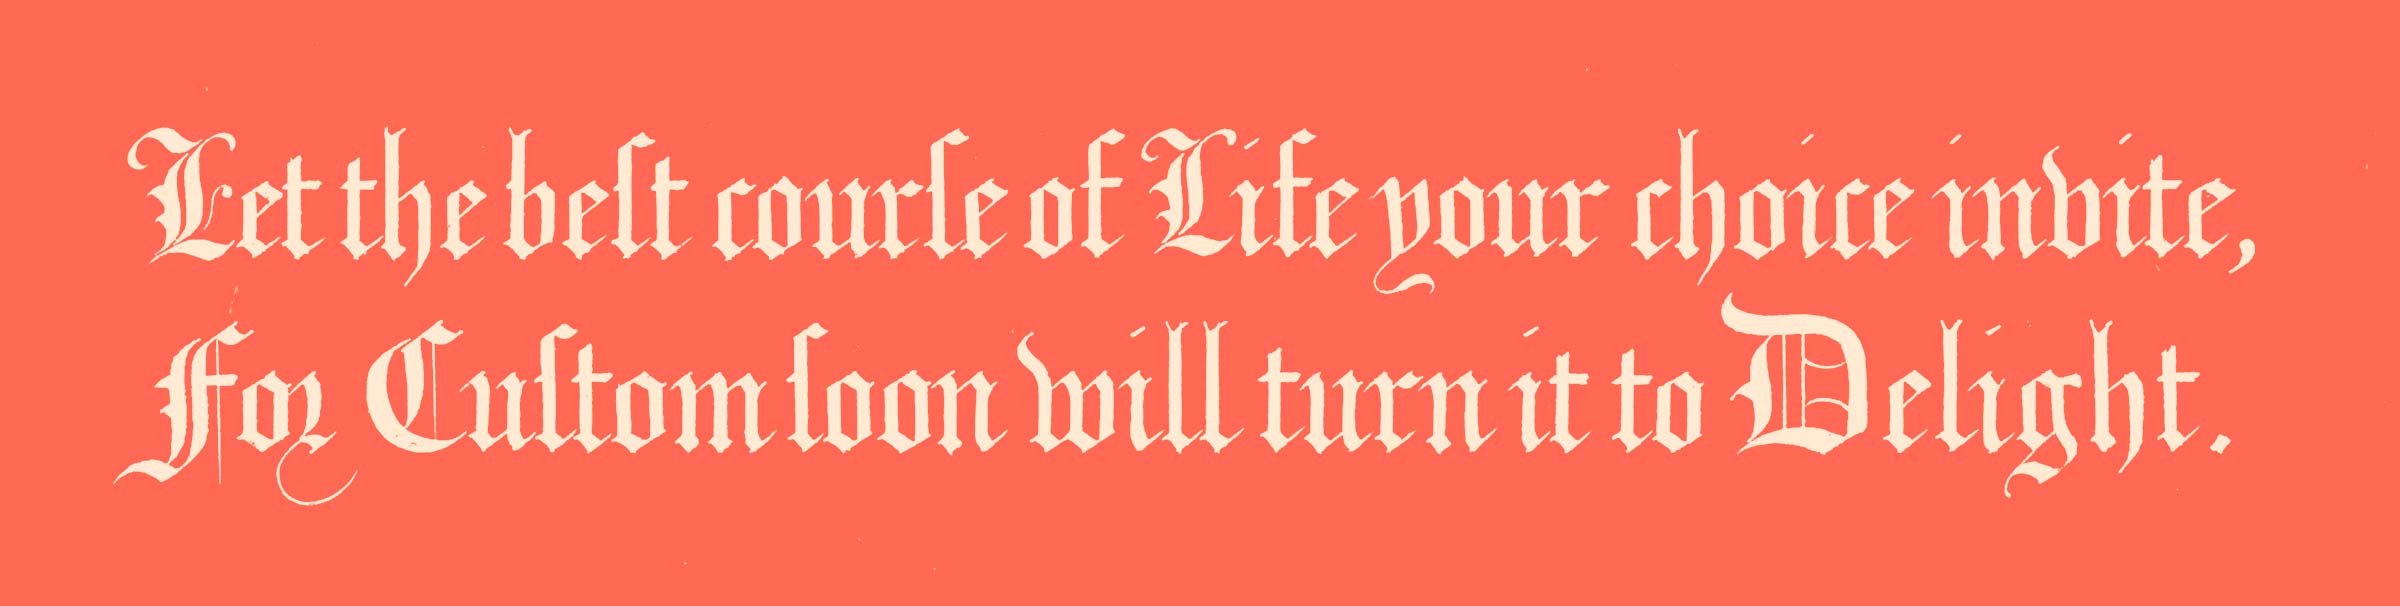 Let the beſt courſe of Life your choice invite,
For Cuſtom ſoon will turn it to Delight.